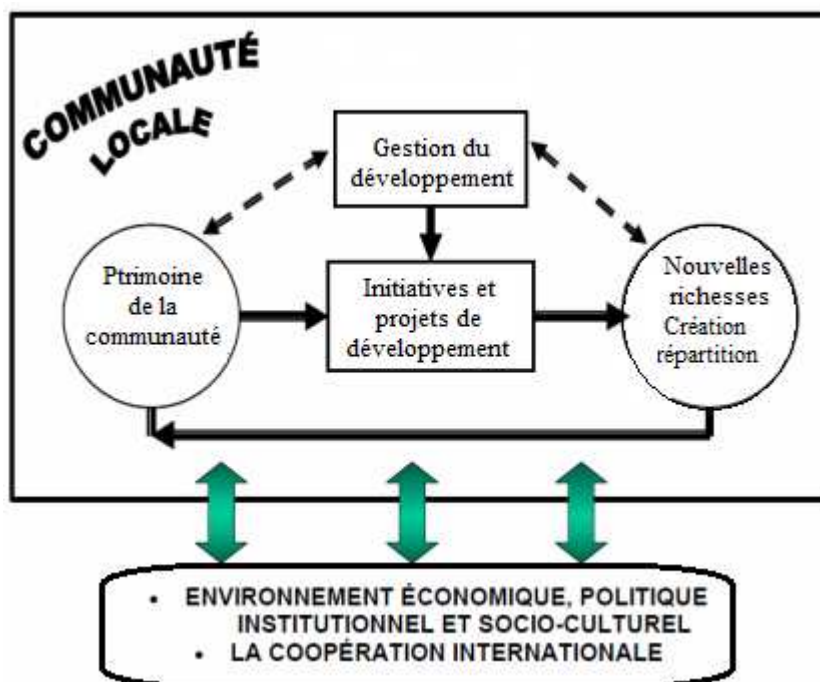 COMMUNAUTÉ
LOCALE
Gestion du
développement
Ptrimoine
de la
communauté
Initiatives et
projets de
développement
Nouvelles
richesses
Création
répartition
• ENVIRONNEMENT ÉCONOMIQUE, POLITIQUE
INSTITUTIONNEL ET SOCIO-CULTUREL
• LA COOPÉRATION INTERNATIONALE